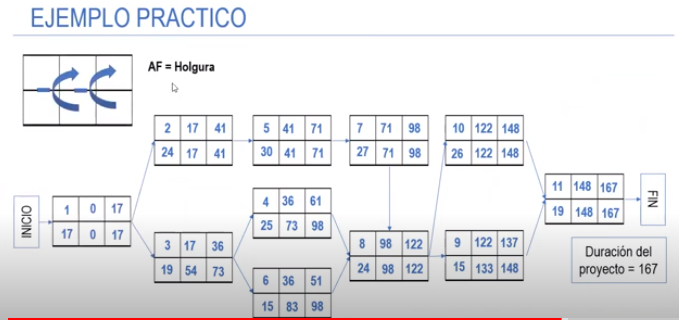 EJEMPLO PRACTICO
AF = Holgura
2 17 41
24 17 41
5 41 71
30 41 71
7 71 98
27 71 98
10 122 148
26 122 148
4 36 61
25 73 98
INICIO
1 0 17
17 0 17
11 148 167
19 148 167
FIN
3 17 36
19 54 73
8 98 122
24 98 122
9 122 137
15 133 148
6 36 51
15 83 98
Duración del
proyecto = 167